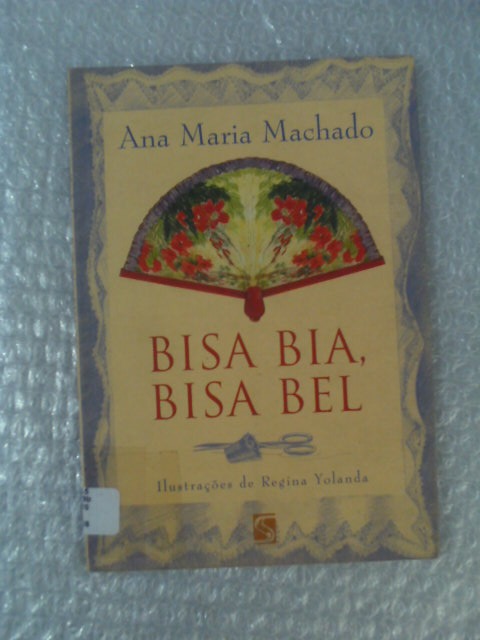 Ana Maria Machado
BISA BIA,
BISA BEL
Ilustrações de Regina Yolanda